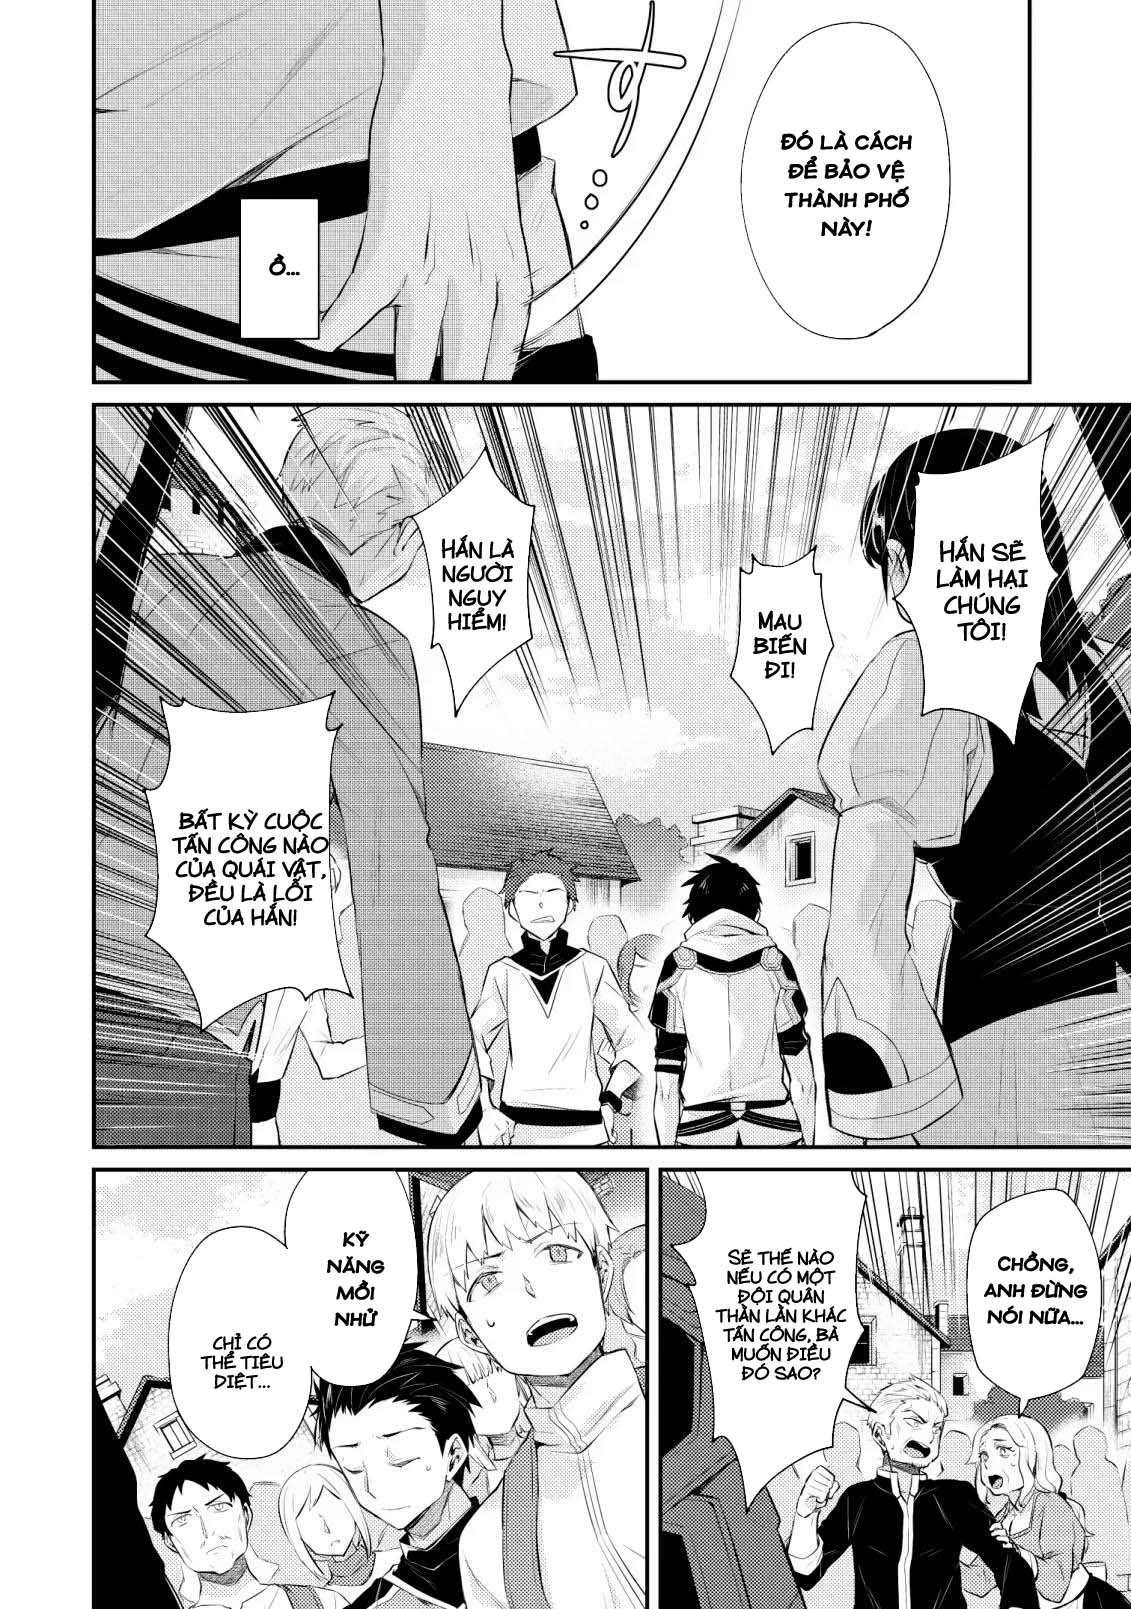 ĐÓ LÀ CÁCH
ĐỂ BẢO VỆ
THÀNH PHỐ
NÀY!
す
ッ
Ồ...
HẮN SẼ
LÀM HẠI
CHÚNG
TÔI!
MAU
BIẾN
ĐI!
HẮN LÀ
NGƯỜI
NGUY
HIỂM!
BẤT KỲ CUỘC
TẤN CÔNG NÀO
CỦA QUÁI VẬT,
ĐỀU LÀ LỖI
CỦA HẮN!
CHỒNG,
ANH ĐỪNG
NÓI NỮA...
SẼ THẾ NÀO
NẾU CÓ MỘT
ĐỘI QUÂN
THẰN LẰN KHÁC
TẤN CÔNG, BÀ
MUỐN ĐIỀU
ĐÓ SAO?
KỸ
NĂNG
MỒI
NHỬ
CHỈ CÓ
THỂ TIÊU
DIỆT...